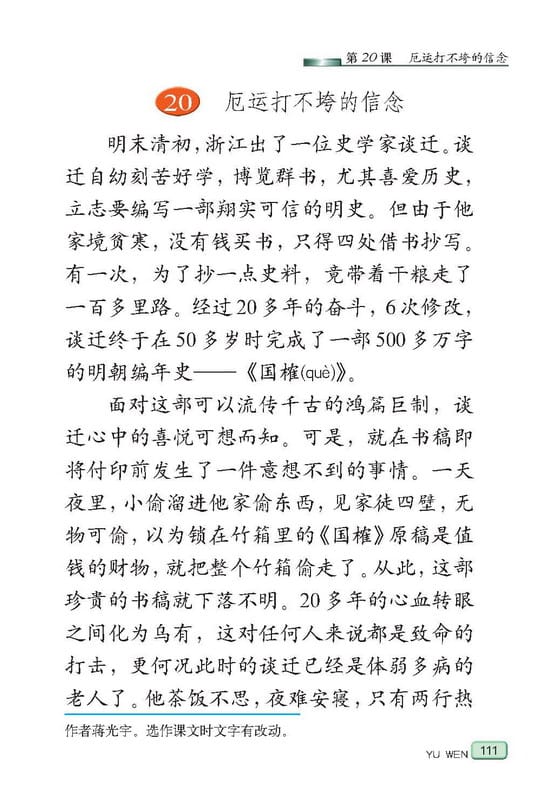 第20课 厄运打不垮的信念
20 厄运打不垮的信念
明末清初，浙江出了一位史学家谈迁。谈
迁自幼刻苦好学，博览群书，尤其喜爱历史，
立志要编写一部翔实可信的明史。但由于他
家境贫寒，没有钱买书，只得四处借书抄写。
有一次，为了抄一点史料，竟带着干粮走了
一百多里路。经过20多年的奋斗，6次修改，
谈迁终于在50多岁时完成了一部500多万字
的明朝编年史——《国榷(què)》。
面对这部可以流传千古的鸿篇巨制，谈
迁心中的喜悦可想而知。可是，就在书稿即
将付印前发生了一件意想不到的事情。一天
夜里，小偷溜进他家偷东西，见家徒四壁，无
物可偷，以为锁在竹箱里的《国榷》原稿是值
钱的财物，就把整个竹箱偷走了。从此，这部
珍贵的书稿就下落不明。20多年的心血转眼
之间化为乌有，这对任何人来说都是致命的
打击，更何况此时的谈迁已经是体弱多病的
老人了。他茶饭不思，夜难安寝，只有两行热
作者蒋光宇。选作课文时文字有改动。
YU WEN 111